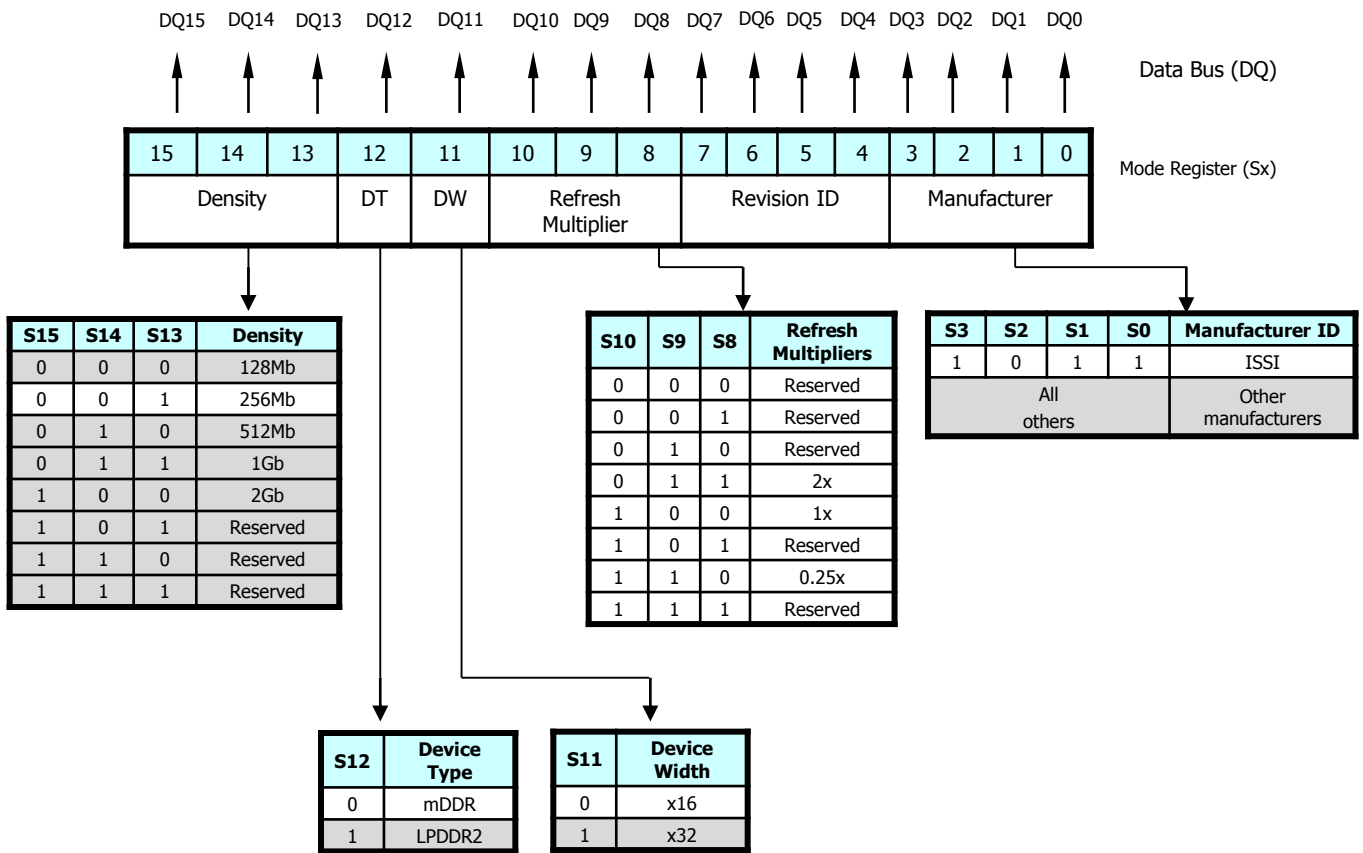 DQ15 DQ14 DQ13 DQ12 DQ11 DQ10 DQ9 DQ8 DQ7 DQ6 DQ5 DQ4 DQ3 DQ2 DQ1 DQ0
Data Bus (DQ)
15 14 13 12 11 10 9 8 7 6 5 4 3 2 1 0
Mode Register (Sx)
Density DT DW Refresh Multiplier Revision ID Manufacturer
S15 S14 S13 Density
0 0 0 128Mb
0 0 1 256Mb
0 1 0 512Mb
0 1 1 1Gb
1 0 0 2Gb
1 0 1 Reserved
1 1 0 Reserved
1 1 1 Reserved
S10 S9 S8 Refresh Multipliers
0 0 0 Reserved
0 0 1 Reserved
0 1 0 Reserved
0 1 1 2x
1 0 0 1x
1 0 1 Reserved
1 1 0 0.25x
1 1 1 Reserved
S3 S2 S1 S0 Manufacturer ID
1 0 1 1 ISSI
All others Other manufacturers
S12 Device Type
0 mDDR
1 LPDDR2
S11 Device Width
0 x16
1 x32